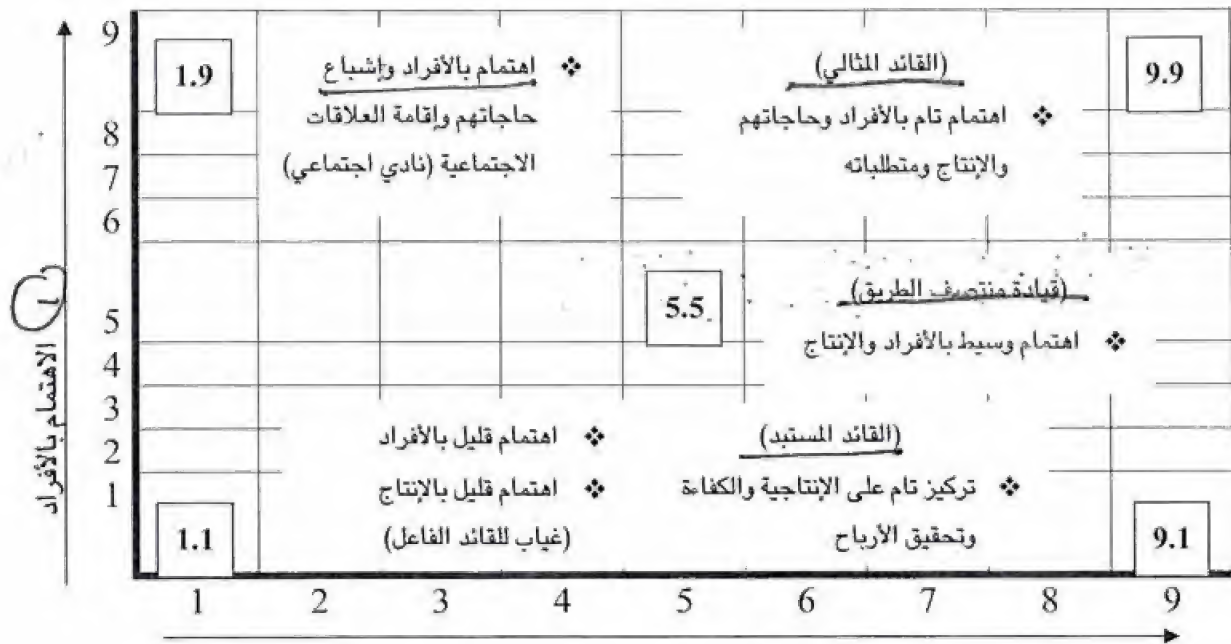 9
1.9
❖ اهتمام بالأفراد وإشباع
حاجاتهم وإقامة العلاقات
الاجتماعية (نادي اجتماعي)
(القائد المثالي)
❖ اهتمام تام بالأفراد وحاجاتهم
والإنتاج ومتطلباته
9.9
8
7
6
5
5.5
(قيادة منتصف الطريق)
❖ اهتمام وسيط بالأفراد والإنتاج
4
3
2
1
❖ اهتمام قليل بالأفراد
❖ اهتمام قليل بالإنتاج
(غياب للقائد الفاعل)
(القائد المستبد)
❖ تركيز تام على الإنتاجية والكفاءة
وتحقيق الأرباح
1.1
9.1
1 2 3 4 5 6 7 8 9
الاهتمام بالأفراد